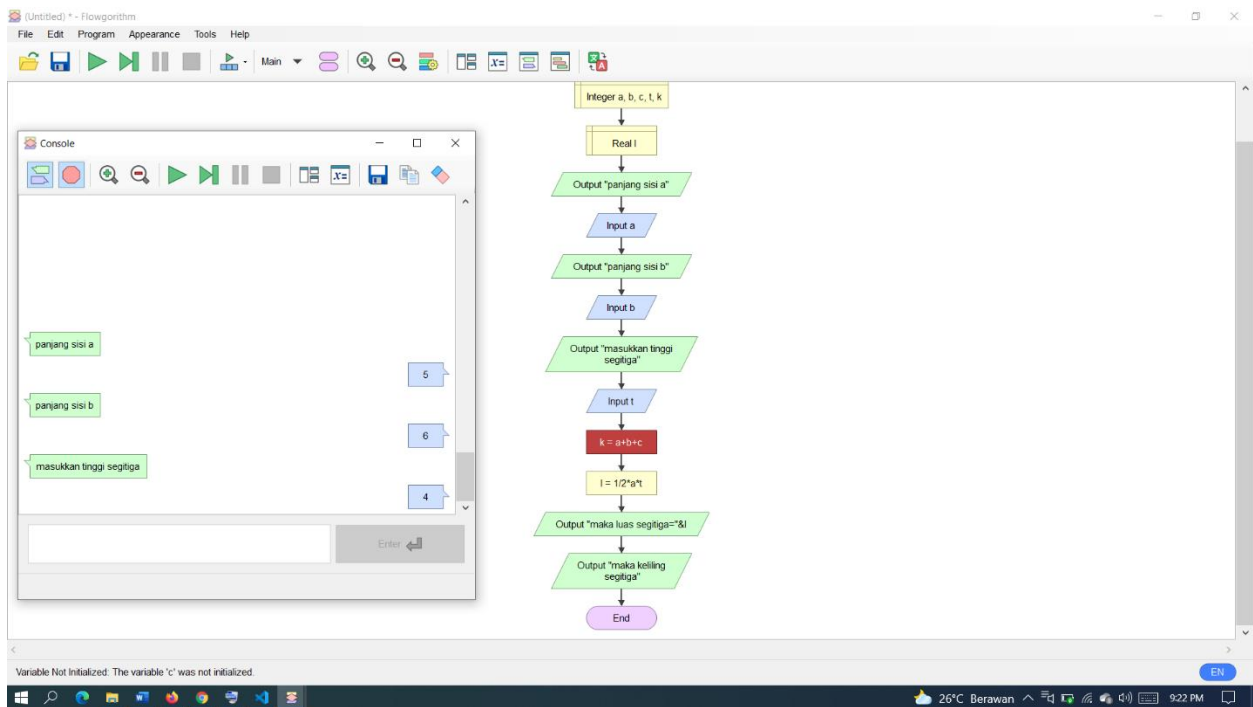 (Untitled) * - Flowgorithm
File Edit Program Appearance Tools Help
Main
Integer a, b, c, t, k
Real l
Output "panjang sisi a"
Input a
Output "panjang sisi b"
Input b
Output "masukkan tinggi
segitiga"
Input t
k = a+b+c
l = 1/2*a*t
Output "maka luas segitiga="&l
Output "maka keliling
segitiga"
End
Console
panjang sisi a
5
panjang sisi b
6
masukkan tinggi segitiga
4
Enter
Variable Not Initialized: The variable 'c' was not initialized.
EN
26°C Berawan 9:22 PM